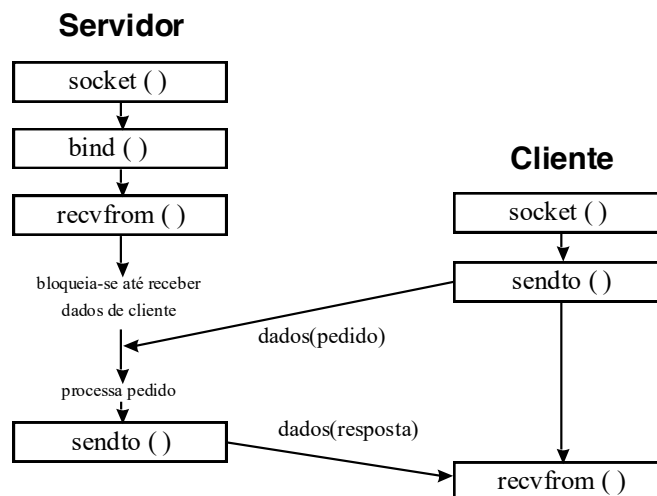 Servidor
socket ( )
bind ( )
recvfrom ( )
bloqueia-se até receber
dados de cliente
processa pedido
sendto ( )
Cliente
socket ( )
sendto ( )
dados(pedido)
dados(resposta)
recvfrom ( )